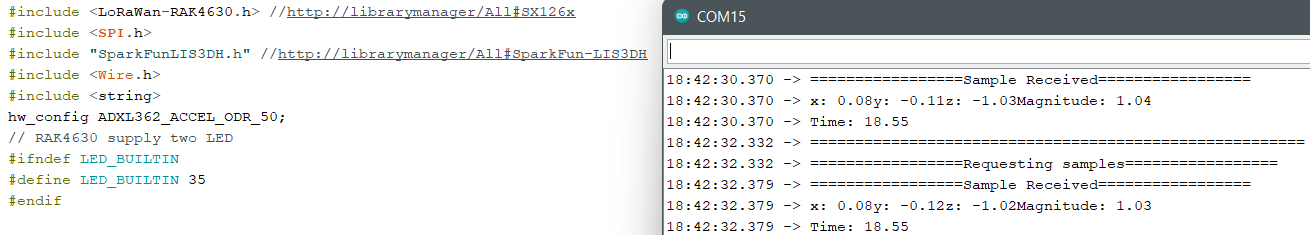 #include <LoRaWan-RAK4630.h> //http://librarymanager/All#SX126x
#include <SPI.h>
#include "SparkFunLIS3DH.h" //http://librarymanager/All#SparkFun-LIS3DH
#include <Wire.h>
#include <string>
hw_config ADXL362_ACCEL_ODR_50;
// RAK4630 supply two LED
#ifndef LED_BUILTIN
#define LED_BUILTIN 35
#endif
COM15
18:42:30.370 -> =================Sample Received=================
18:42:30.370 -> x: 0.08y: -0.11z: -1.03Magnitude: 1.04
18:42:30.370 -> Time: 18.55
18:42:32.332 -> =======================================================
18:42:32.332 -> =================Requesting samples=================
18:42:32.379 -> =================Sample Received=================
18:42:32.379 -> x: 0.08y: -0.12z: -1.02Magnitude: 1.03
18:42:32.379 -> Time: 18.55